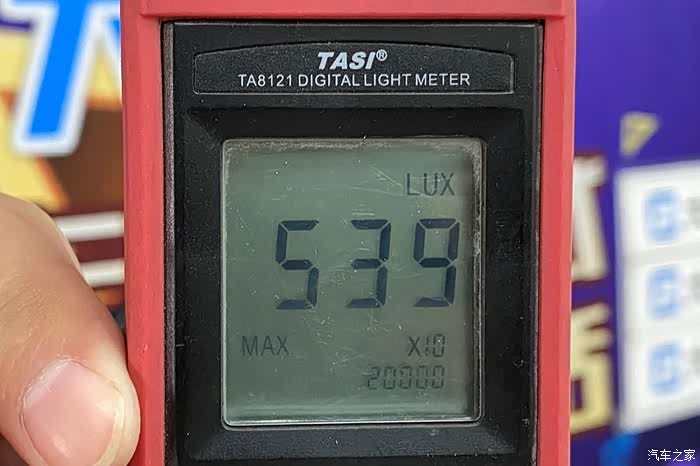 TASI®
TA8121 DIGITAL LIGHT METER
LUX
539
MAX X10
20000
汽车之家